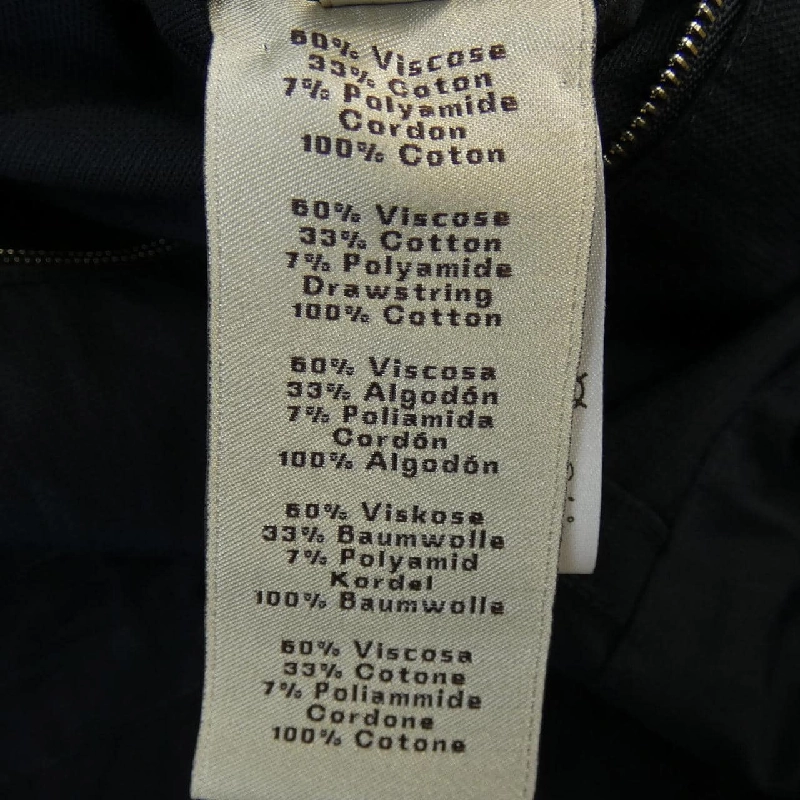 60% Viscose
33% Coton
7% Polyamide
Cordon
100% Coton
60% Viscose
33% Cotton
7% Polyamide
Drawstring
100% Cotton
60% Viscosa
33% Algodón
7% Poliamida
Cordón
100% Algodón
60% Viskose
33% Baumwolle
7% Polyamid
Kordel
100% Baumwolle
60% Viscosa
33% Cotone
7% Poliammide
Cordone
100% Cotone